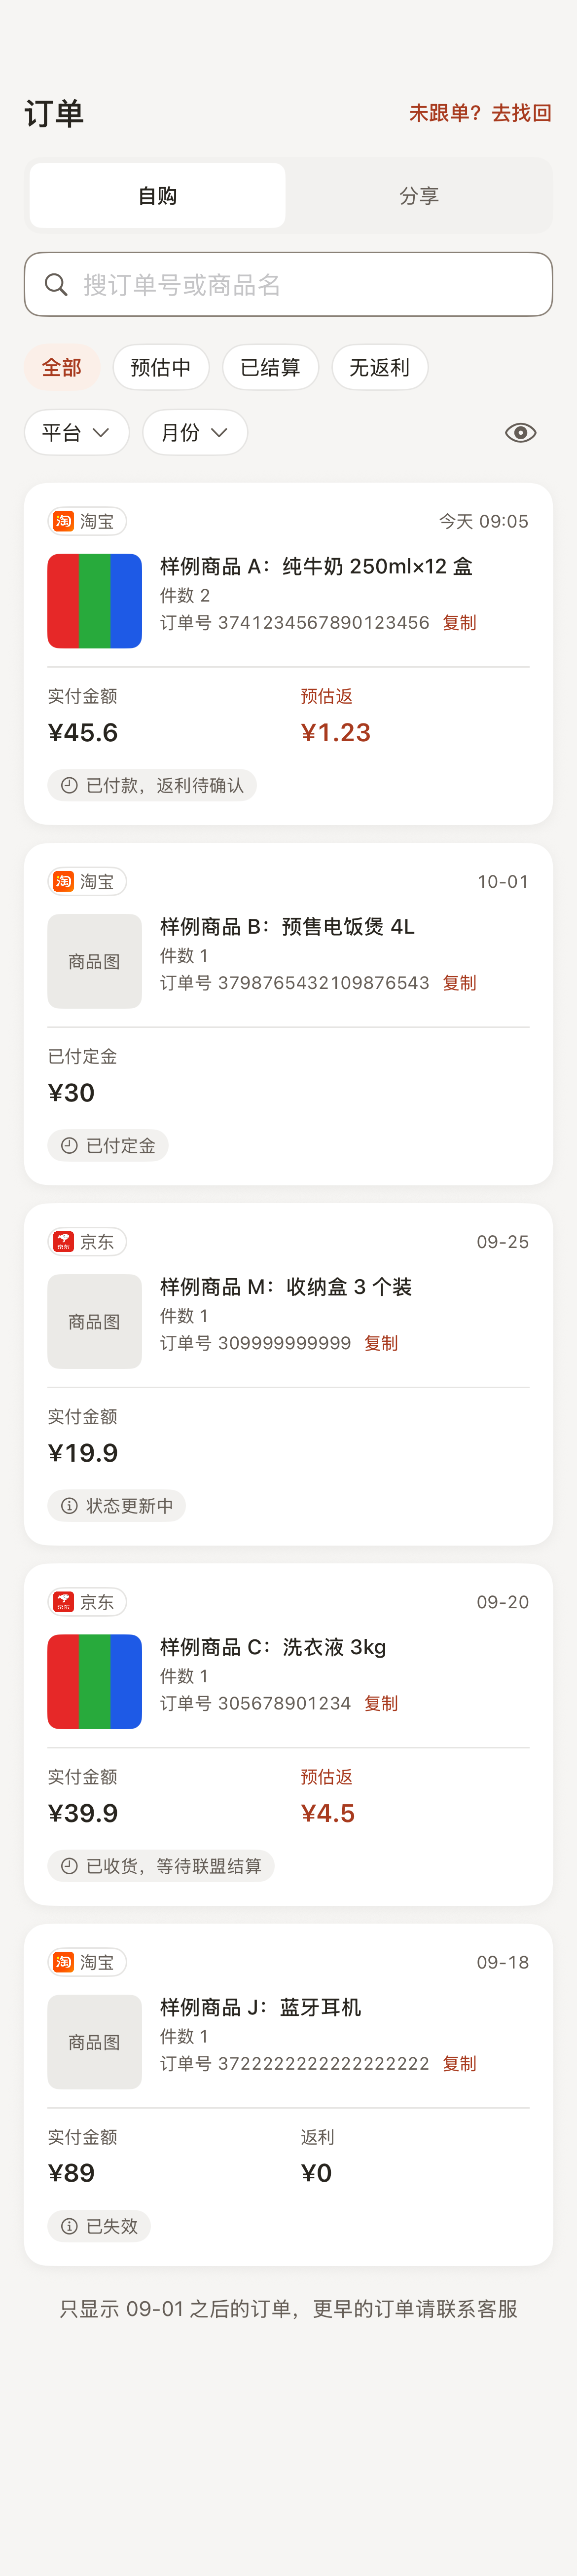 订单
未跟单？去找回
自购
分享
搜订单号或商品名
全部
预估中
已结算
无返利
平台
月份
淘 淘宝
今天 09:05
样例商品 A：纯牛奶 250ml×12 盒
件数 2
订单号 3741234567890123456 复制
实付金额
预估返
¥45.6
¥1.23
已付款，返利待确认
淘 淘宝
10-01
商品图
样例商品 B：预售电饭煲 4L
件数 1
订单号 3798765432109876543 复制
已付定金
¥30
已付定金
京东 京东
09-25
商品图
样例商品 M：收纳盒 3 个装
件数 1
订单号 309999999999 复制
实付金额
¥19.9
状态更新中
京东 京东
09-20
样例商品 C：洗衣液 3kg
件数 1
订单号 305678901234 复制
实付金额
预估返
¥39.9
¥4.5
已收货，等待联盟结算
淘 淘宝
09-18
商品图
样例商品 J：蓝牙耳机
件数 1
订单号 3722222222222222222 复制
实付金额
返利
¥89
¥0
已失效
只显示 09-01 之后的订单，更早的订单请联系客服